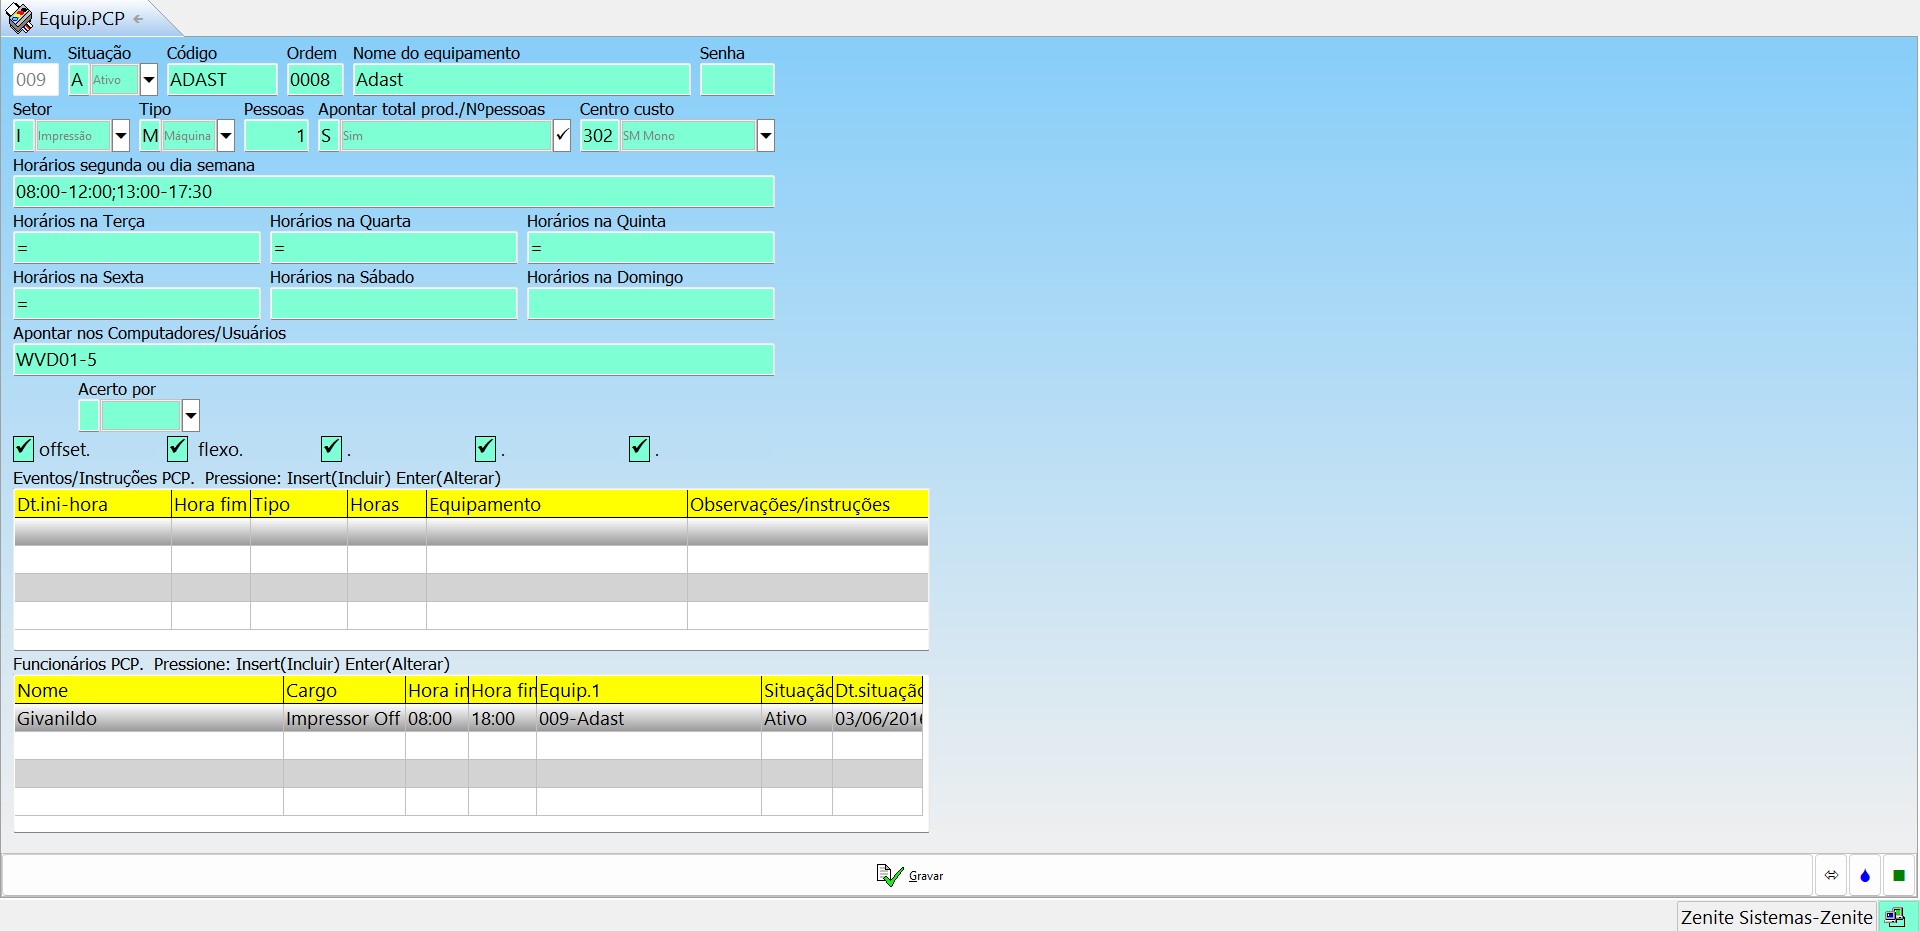 Equip.PCP
Num. Situação Código Ordem Nome do equipamento Senha
009 A Ativo ADAST 0008 Adast
Setor Tipo Pessoas Apontar total prod./Nºpessoas Centro custo
I Impressão M Máquina 1 S Sim 302 SM Mono
Horários segunda ou dia semana
08:00-12:00;13:00-17:30
Horários na Terça Horários na Quarta Horários na Quinta
= = =
Horários na Sexta Horários na Sábado Horários na Domingo
=
Apontar nos Computadores/Usuários
WVD01-5
Acerto por
offset. flexo. . . .
Eventos/Instruções PCP. Pressione: Insert(Incluir) Enter(Alterar)
Dt.ini-hora Hora fim Tipo Horas Equipamento Observações/instruções
Funcionários PCP. Pressione: Insert(Incluir) Enter(Alterar)
Nome Cargo Hora in Hora fin Equip.1 Situação Dt.situaçã
Givanildo Impressor Off 08:00 18:00 009-Adast Ativo 03/06/2016
Gravar
Zenite Sistemas-Zenite